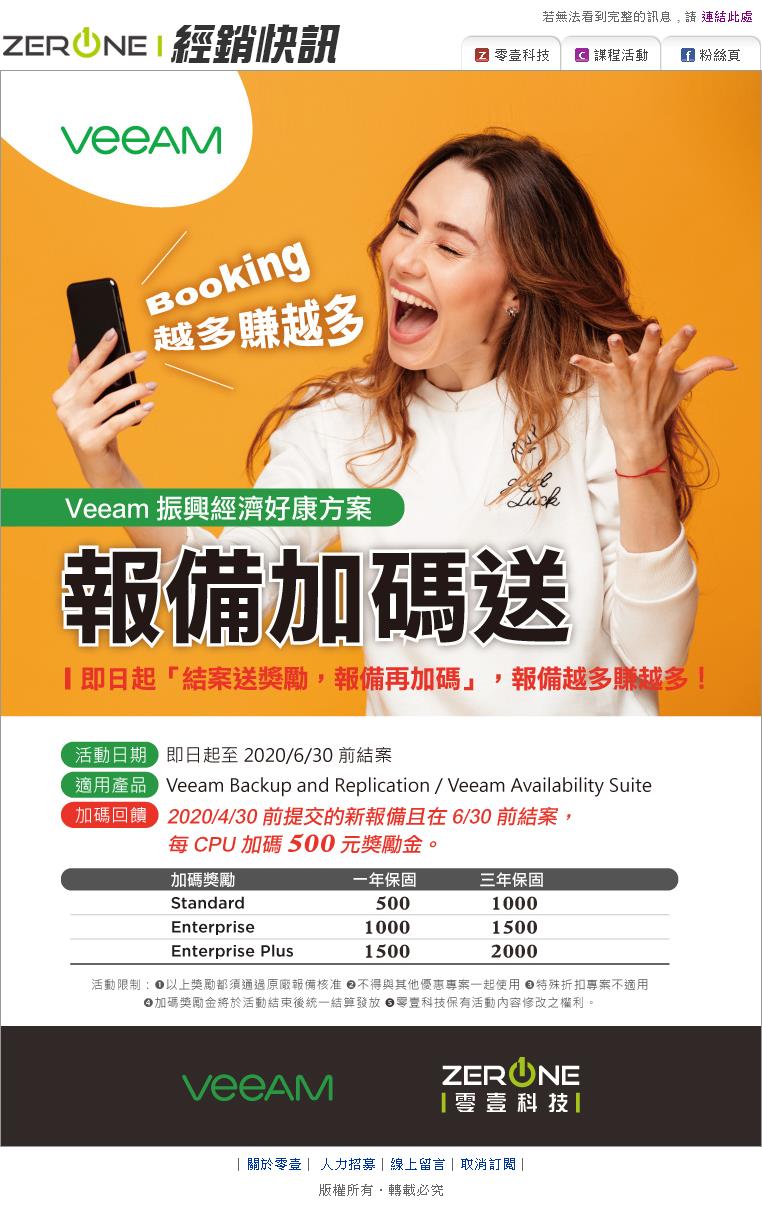 若無法看到完整的訊息，請 連結此處
ZERONE 經銷快訊
零壹科技 課程活動 粉絲頁
veeAM
Booking
越多賺越多
Good Luck
Veeam 振興經濟好康方案
報備加碼送
即日起「結案送獎勵，報備再加碼」，報備越多賺越多！
活動日期 即日起至 2020/6/30 前結案
適用產品 Veeam Backup and Replication / Veeam Availability Suite
加碼回饋 2020/4/30 前提交的新報備且在 6/30 前結案，
每 CPU 加碼 500 元獎勵金。
加碼獎勵 一年保固 三年保固
Standard 500 1000
Enterprise 1000 1500
Enterprise Plus 1500 2000
活動限制：❶以上獎勵都須通過原廠報備核准 ❷不得與其他優惠專案一起使用 ❸特殊折扣專案不適用
❹加碼獎勵金將於活動結束後統一結算發放 ❺零壹科技保有活動內容修改之權利。
veeAM
ZERONE
零壹科技
| 關於零壹 | 人力招募 | 線上留言 | 取消訂閱 |
版權所有・轉載必究